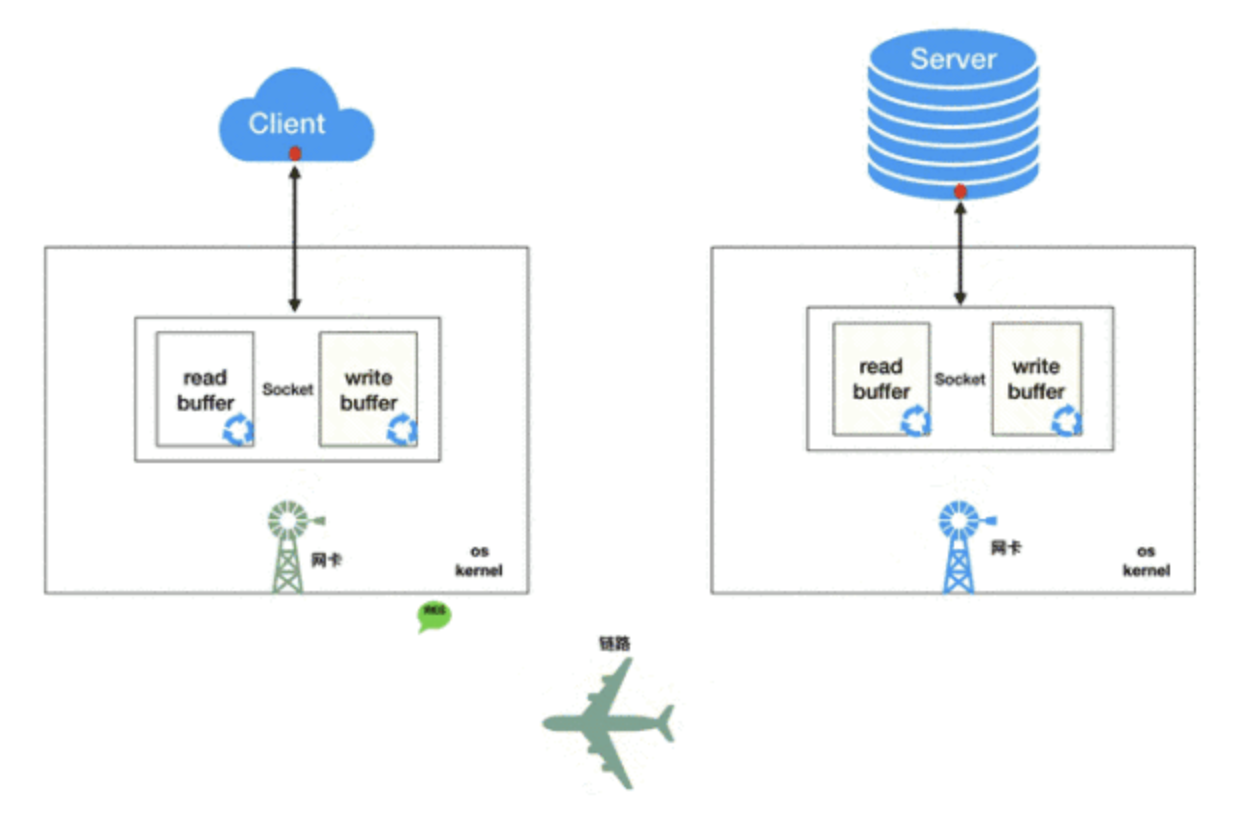 Client
Server
read
buffer
Socket
write
buffer
网卡
os
kernel
read
buffer
Socket
write
buffer
网卡
os
kernel
链路